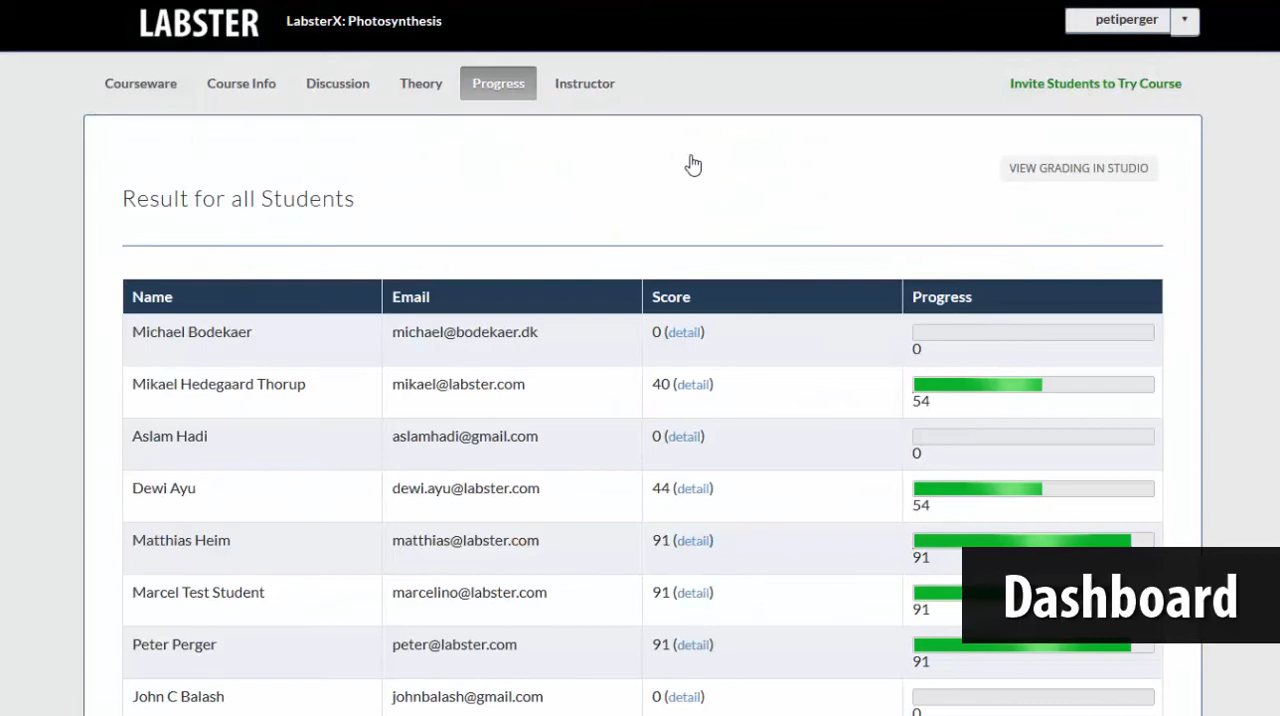 LABSTER LabsterX: Photosynthesis petiperger
Courseware Course Info Discussion Theory Progress Instructor Invite Students to Try Course
VIEW GRADING IN STUDIO
Result for all Students
Name Email Score Progress
Michael Bodekaer michael@bodekaer.dk 0 (detail)
0
Mikael Hedegaard Thorup mikael@labster.com 40 (detail)
54
Aslam Hadi aslamhadi@gmail.com 0 (detail)
0
Dewi Ayu dewi.ayu@labster.com 44 (detail)
54
Matthias Heim matthias@labster.com 91 (detail)
91
Marcel Test Student marcelino@labster.com 91 (detail)
91
Dashboard
Peter Perger peter@labster.com 91 (detail)
91
John C Balash johnbalash@gmail.com 0 (detail)
0